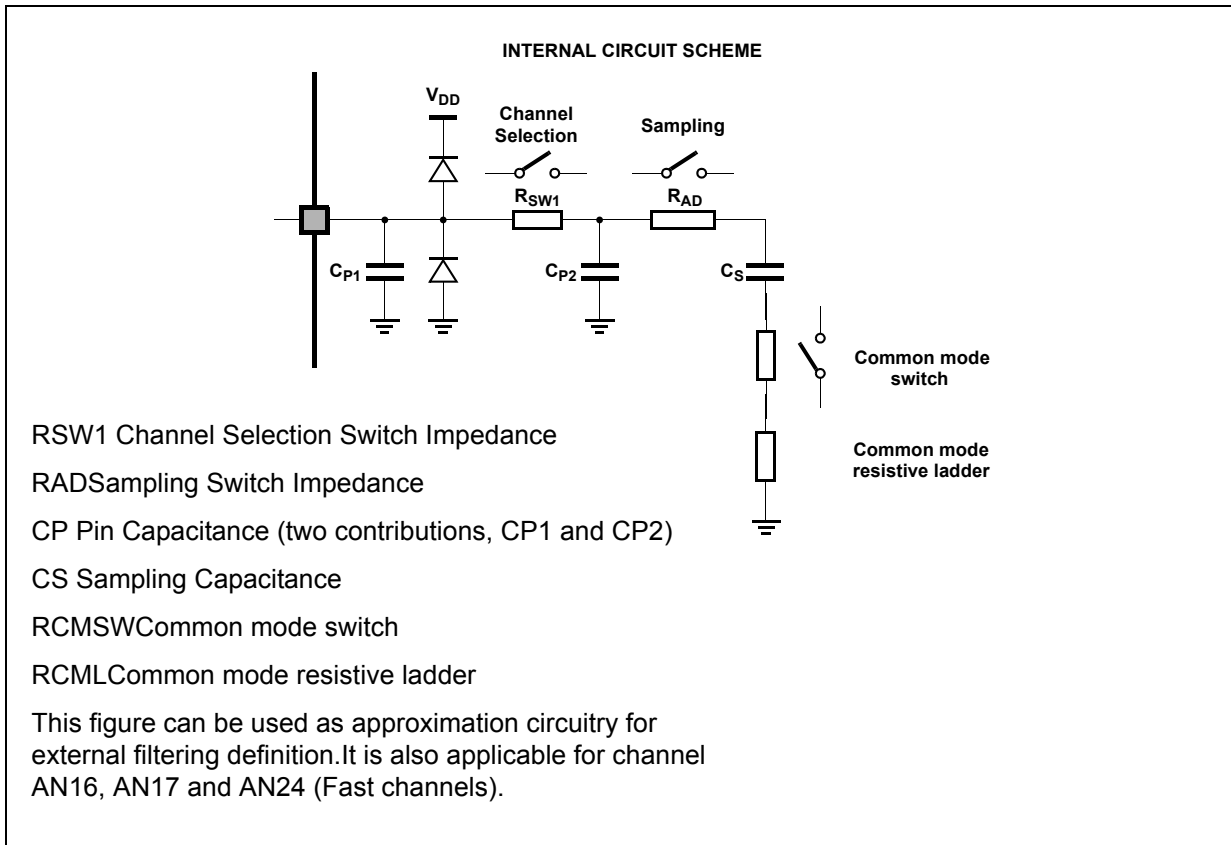 INTERNAL CIRCUIT SCHEME
VDD
Channel
Selection
Sampling
RSW1
RAD
CP1
CP2
CS
Common mode
switch
Common mode
resistive ladder
RSW1 Channel Selection Switch Impedance
RADSampling Switch Impedance
CP Pin Capacitance (two contributions, CP1 and CP2)
CS Sampling Capacitance
RCMSWCommon mode switch
RCMLCommon mode resistive ladder
This figure can be used as approximation circuitry for
external filtering definition.It is also applicable for channel
AN16, AN17 and AN24 (Fast channels).